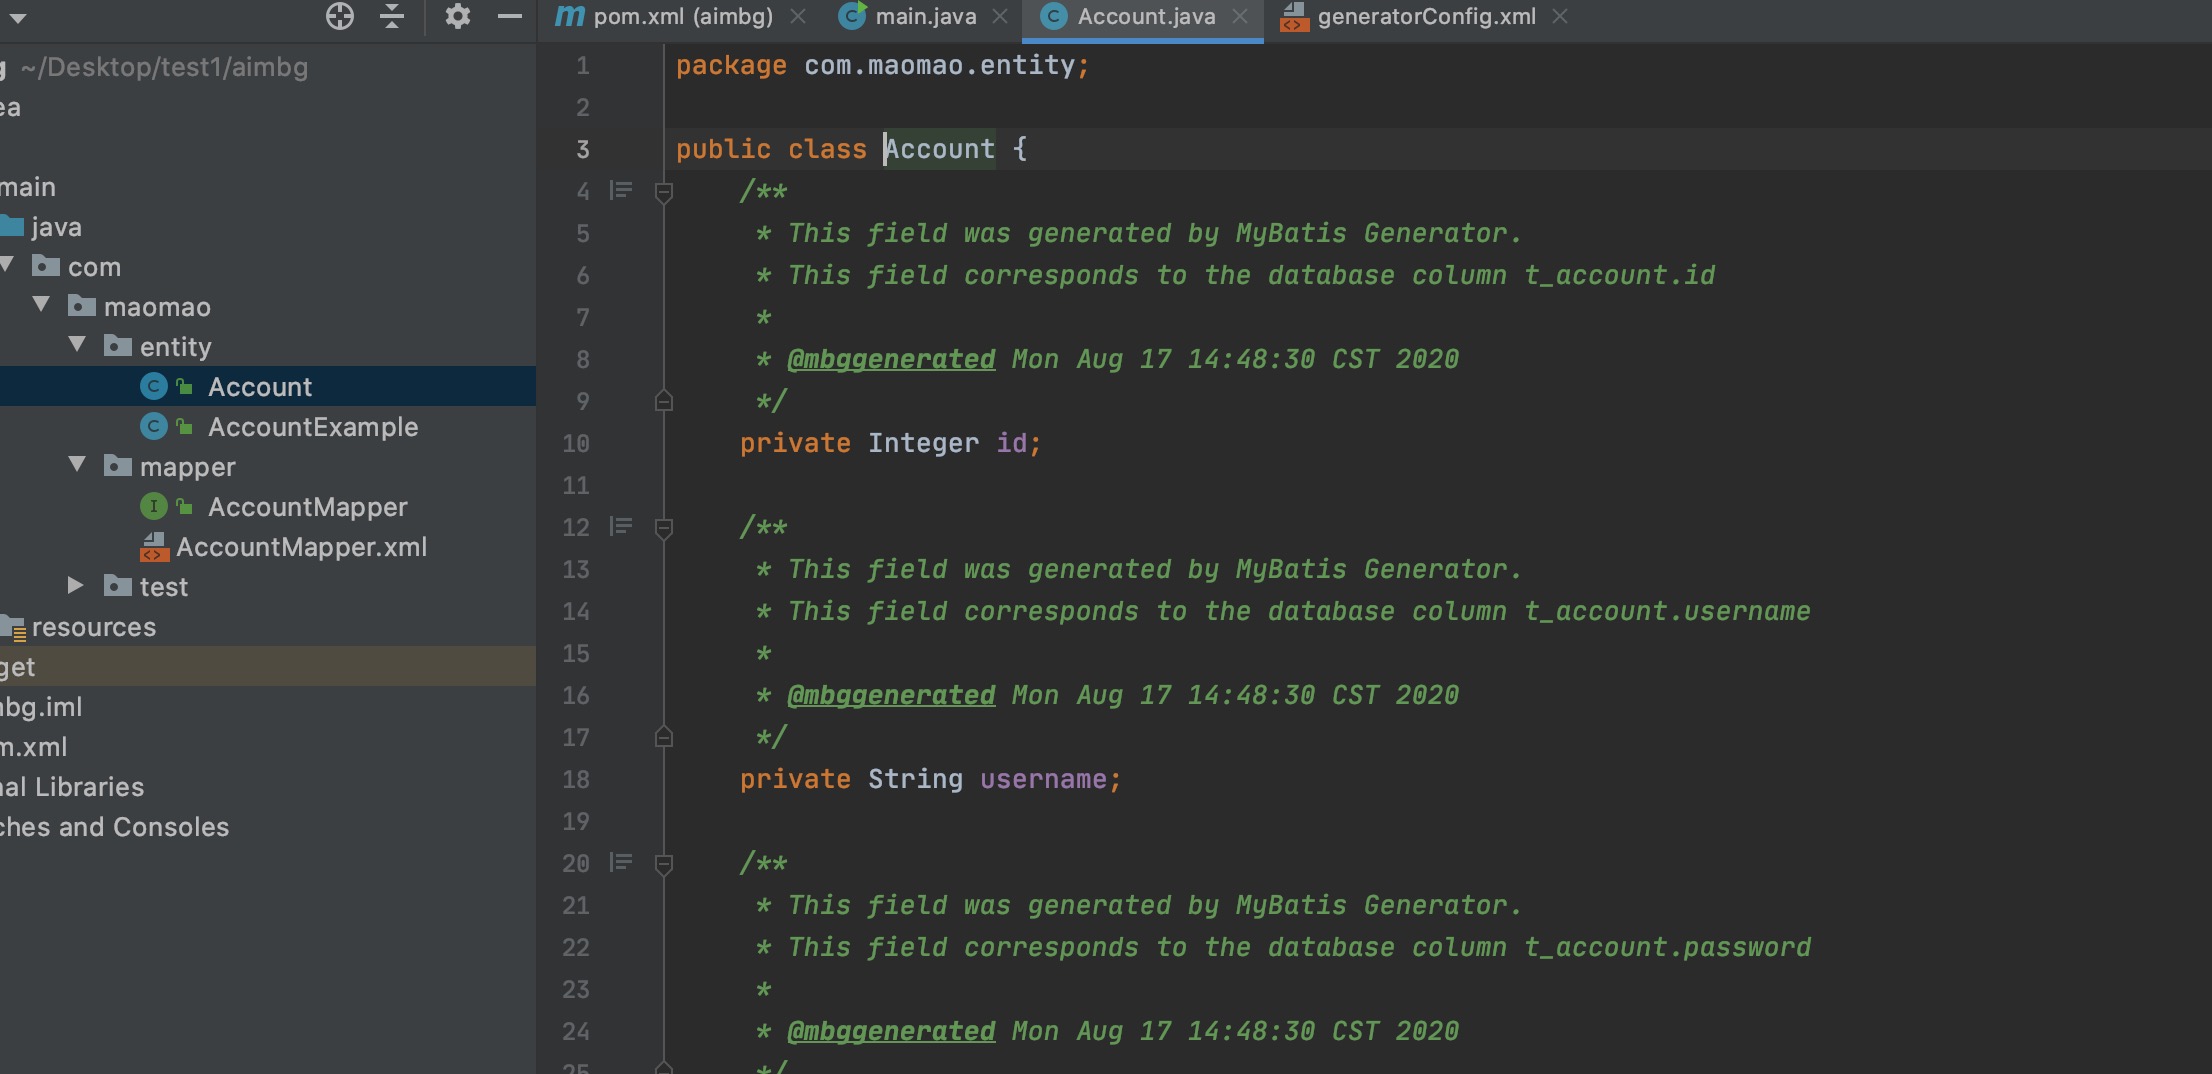 pom.xml (aimbg)
main.java
Account.java
generatorConfig.xml
~/Desktop/test1/aimbg
main
java
com
maomao
entity
Account
AccountExample
mapper
AccountMapper
AccountMapper.xml
test
resources
get
bg.iml
m.xml
al Libraries
ches and Consoles
1 package com.maomao.entity;
2
3 public class Account {
4 /**
5 * This field was generated by MyBatis Generator.
6 * This field corresponds to the database column t_account.id
7 *
8 * @mbggenerated Mon Aug 17 14:48:30 CST 2020
9 */
10 private Integer id;
11
12 /**
13 * This field was generated by MyBatis Generator.
14 * This field corresponds to the database column t_account.username
15 *
16 * @mbggenerated Mon Aug 17 14:48:30 CST 2020
17 */
18 private String username;
19
20 /**
21 * This field was generated by MyBatis Generator.
22 * This field corresponds to the database column t_account.password
23 *
24 * @mbggenerated Mon Aug 17 14:48:30 CST 2020
25 */